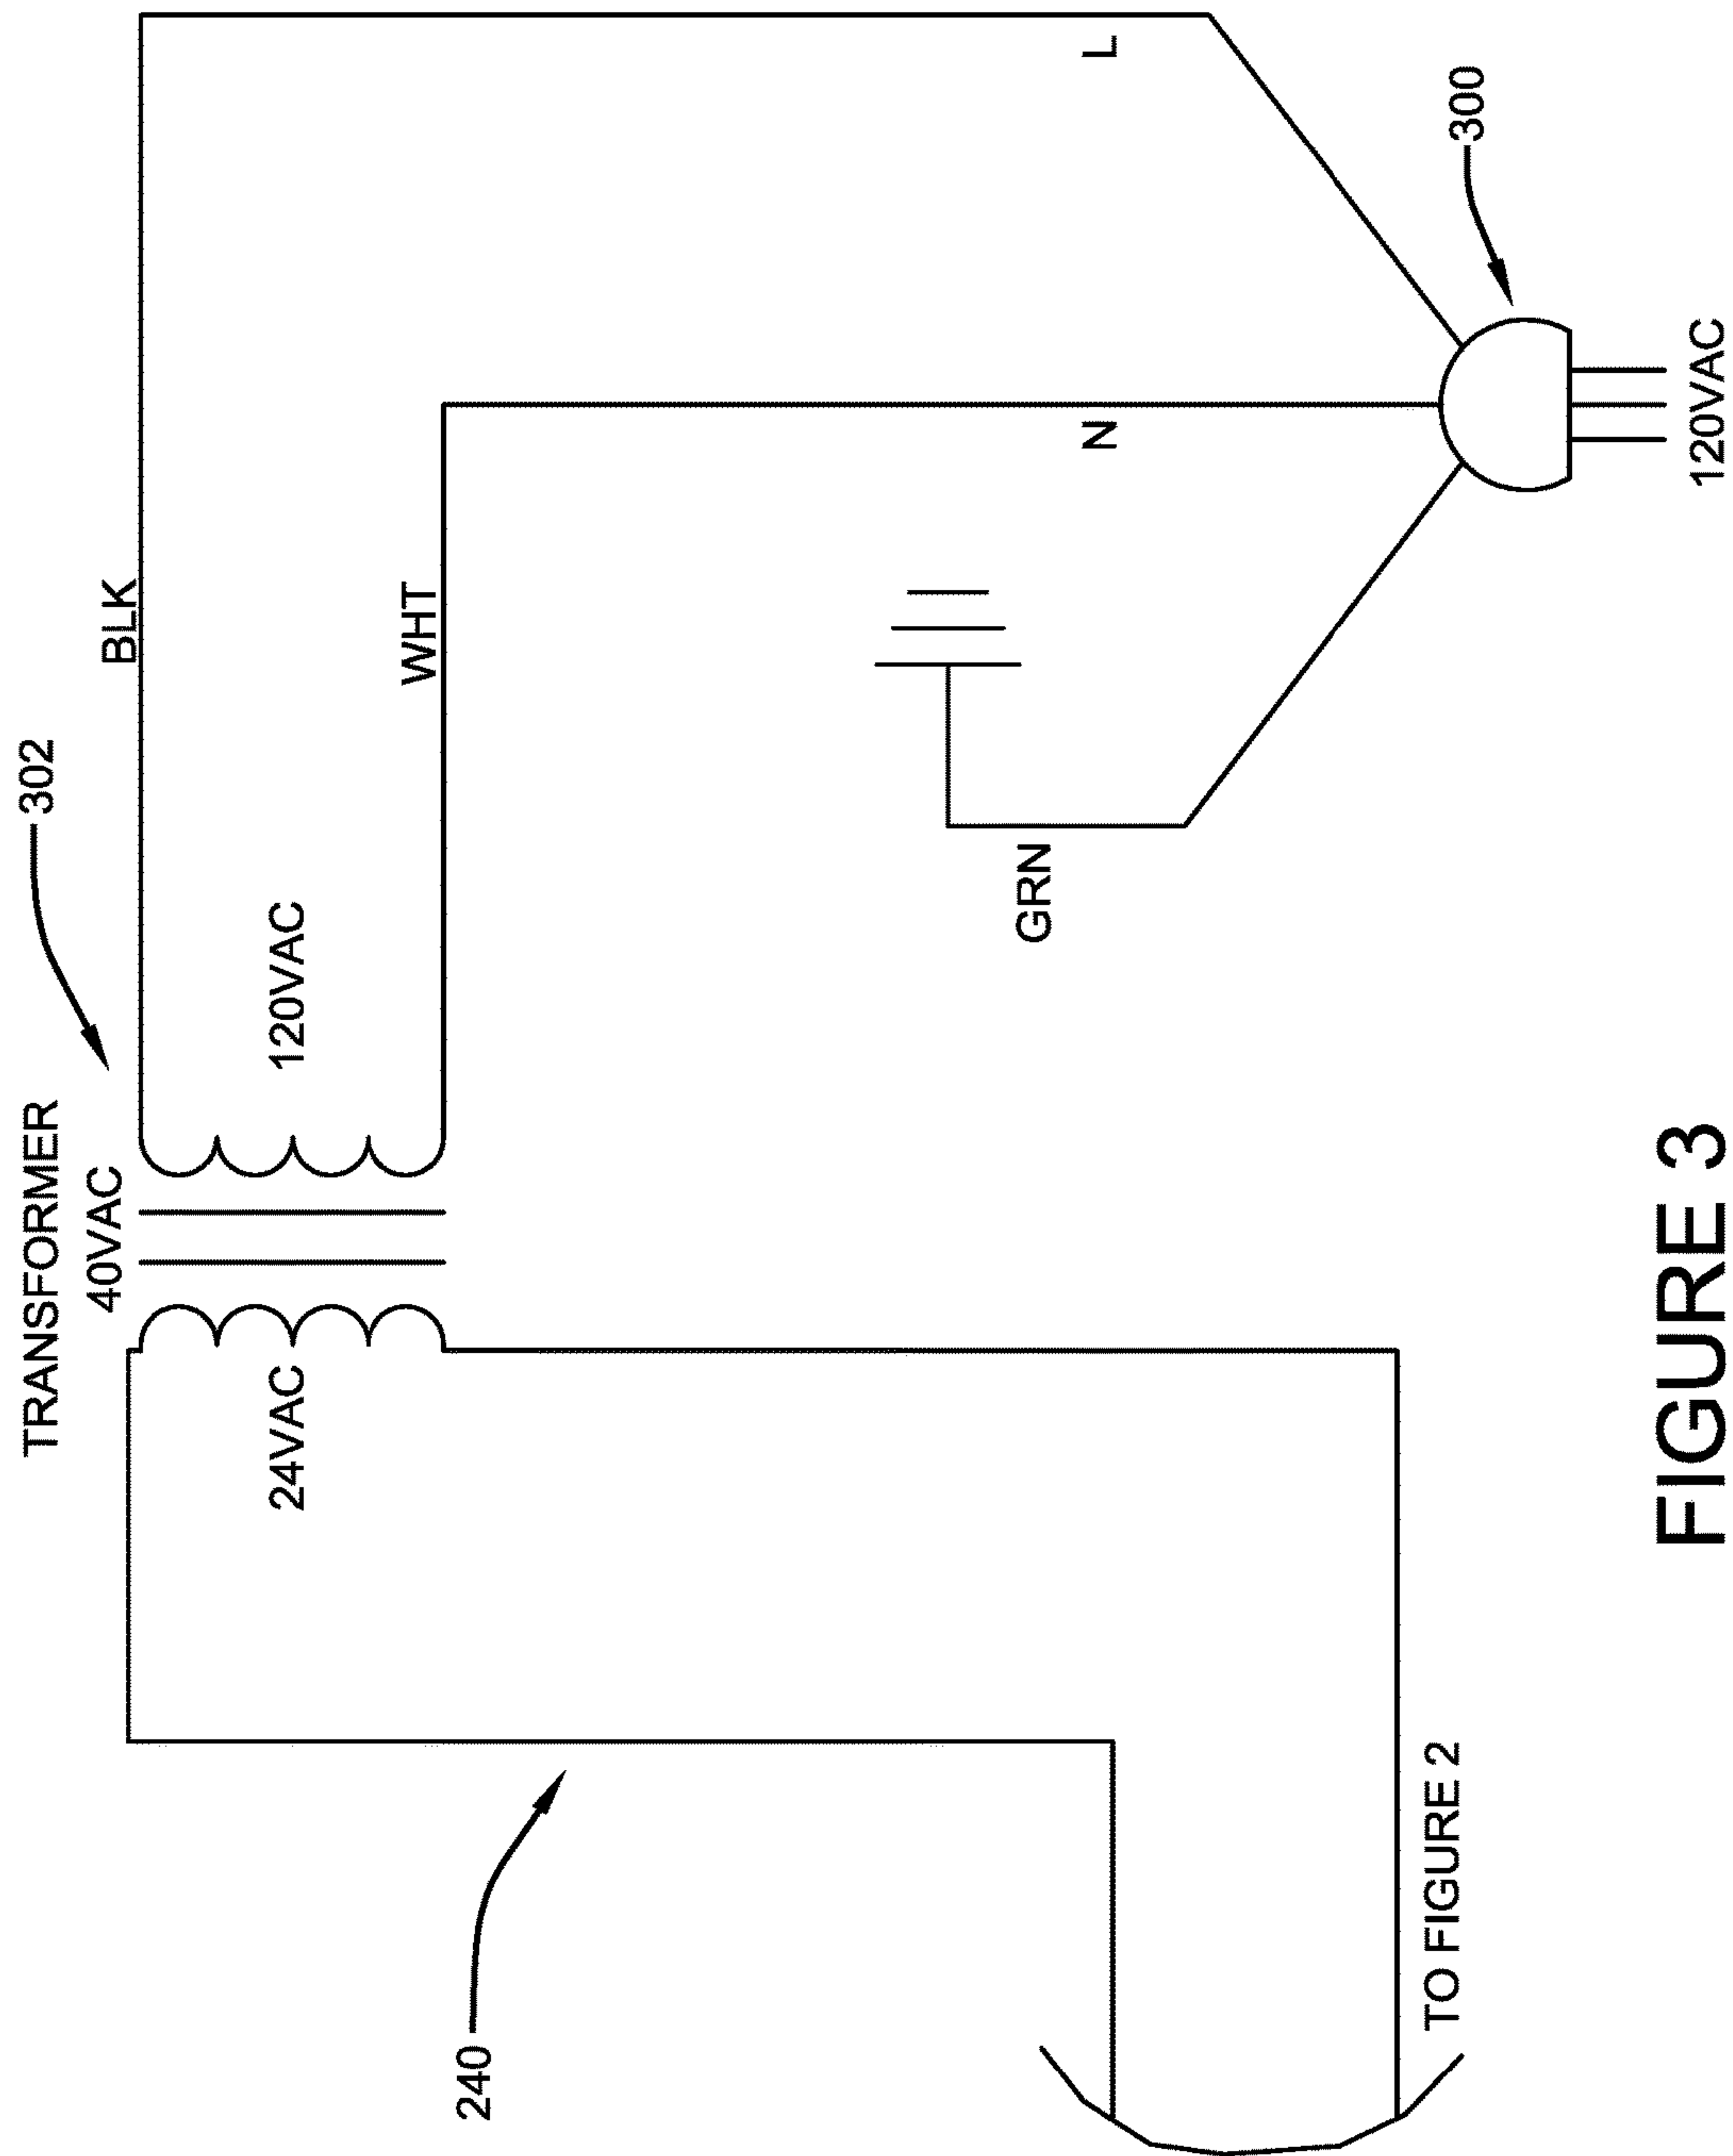 TRANSFORMER
40VAC
302
BLK
24VAC
120VAC
WHT
240
GRN
N
L
300
TO FIGURE 2
120VAC
FIGURE 3